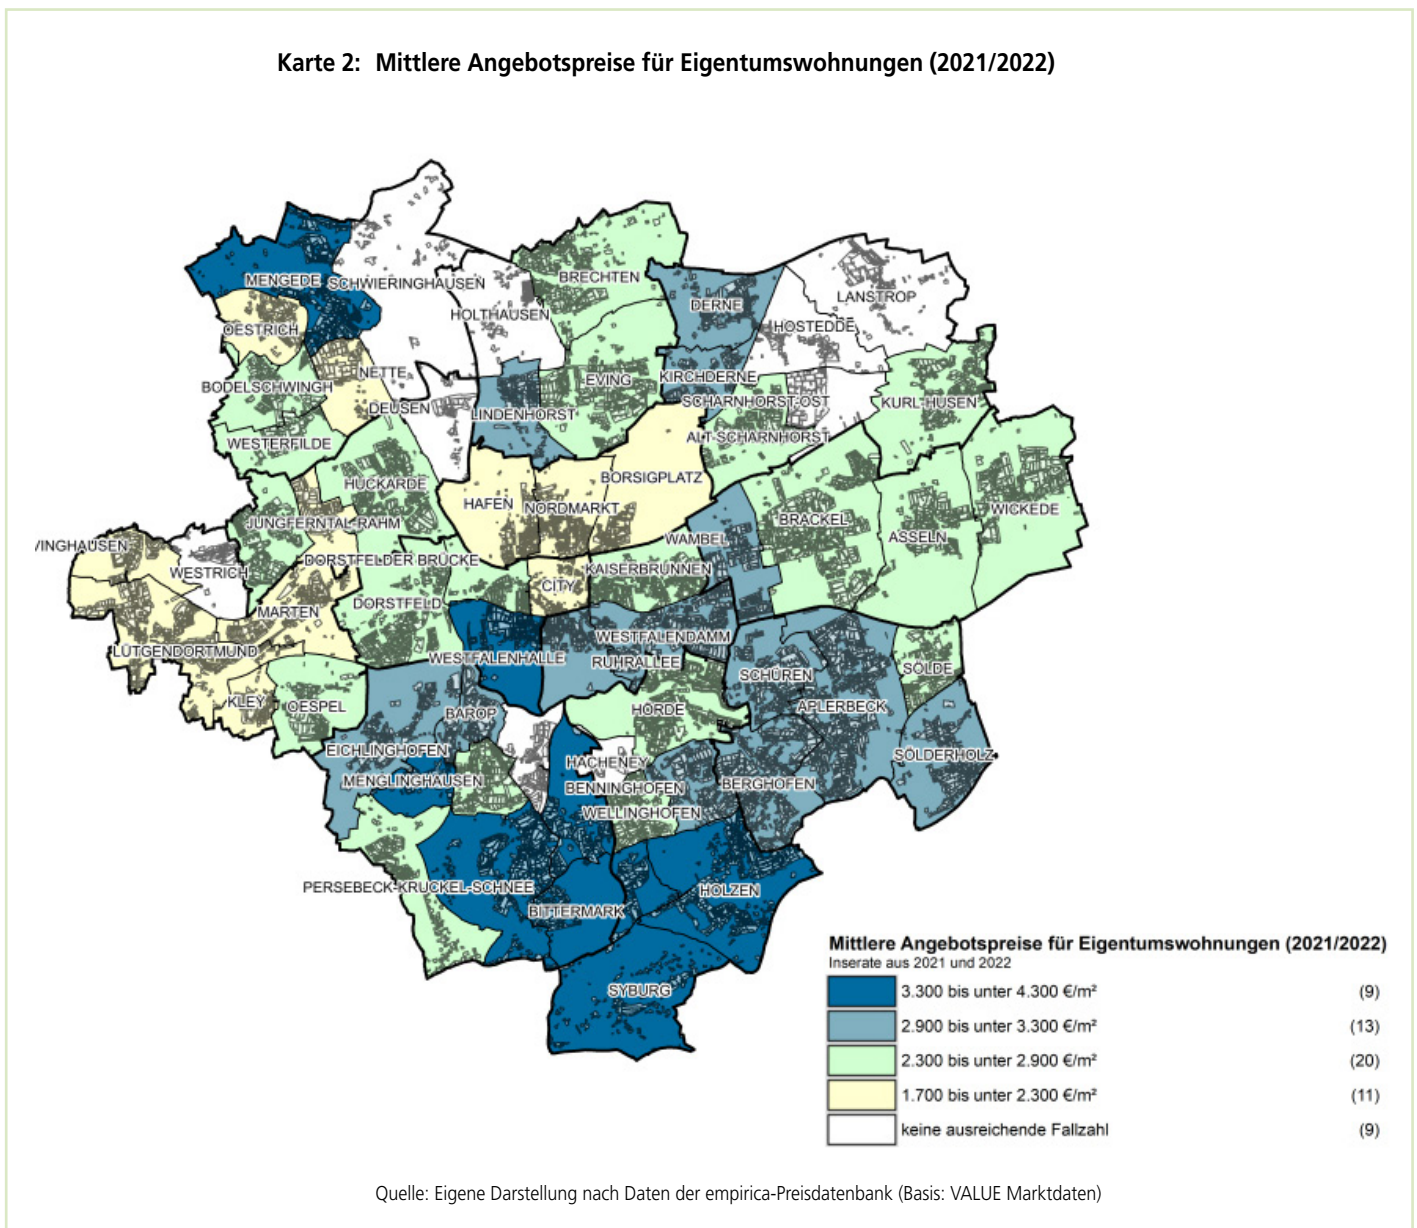 Karte 2: Mittlere Angebotspreise für Eigentumswohnungen (2021/2022)
MENGEDE
SCHWIERINGHAUSEN
BRECHTEN
LANSTROP
HOLTHAUSEN
DERNE
OESTRICH
HOSTEDDE
NETTE
BODELSCHWINGH
EVING
KIRCHDERNE
DEUSEN
LINDENHORST
SCHARNHORST-OST
KURL-HUSEN
WESTERFILDE
ALT-SCHARNHORST
HUCKARDE
BORSIGPLATZ
HAFEN
NORDMARKT
WICKEDE
JUNGFERNTAL-RAHM
BRACKEL
ASSELN
VINGHAUSEN
WAMBEL
WESTRICH
DORSTFELDER BRÜCKE
KAISERBRUNNEN
CITY
MARTEN
DORSTFELD
WESTFALENDAMM
LÜTGENDORTMUND
WESTFALENHALLE
RUHRALLEE
SCHÜREN
SÖLDE
KLEY
OESPEL
BAROP
HÖRDE
APLERBECK
EICHLINGHOFEN
HACHENEY
SÖLDERHOLZ
MENGLINGHAUSEN
BENNINGHOFEN
BERGHOFEN
WELLINGHOFEN
PERSEBECK-KRUCKEL-SCHNEE
HOLZEN
BITTERMARK
SYBURG
Mittlere Angebotspreise für Eigentumswohnungen (2021/2022)
Inserate aus 2021 und 2022
3.300 bis unter 4.300 €/m² (9)
2.900 bis unter 3.300 €/m² (13)
2.300 bis unter 2.900 €/m² (20)
1.700 bis unter 2.300 €/m² (11)
keine ausreichende Fallzahl (9)
Quelle: Eigene Darstellung nach Daten der empirica-Preisdatenbank (Basis: VALUE Marktdaten)